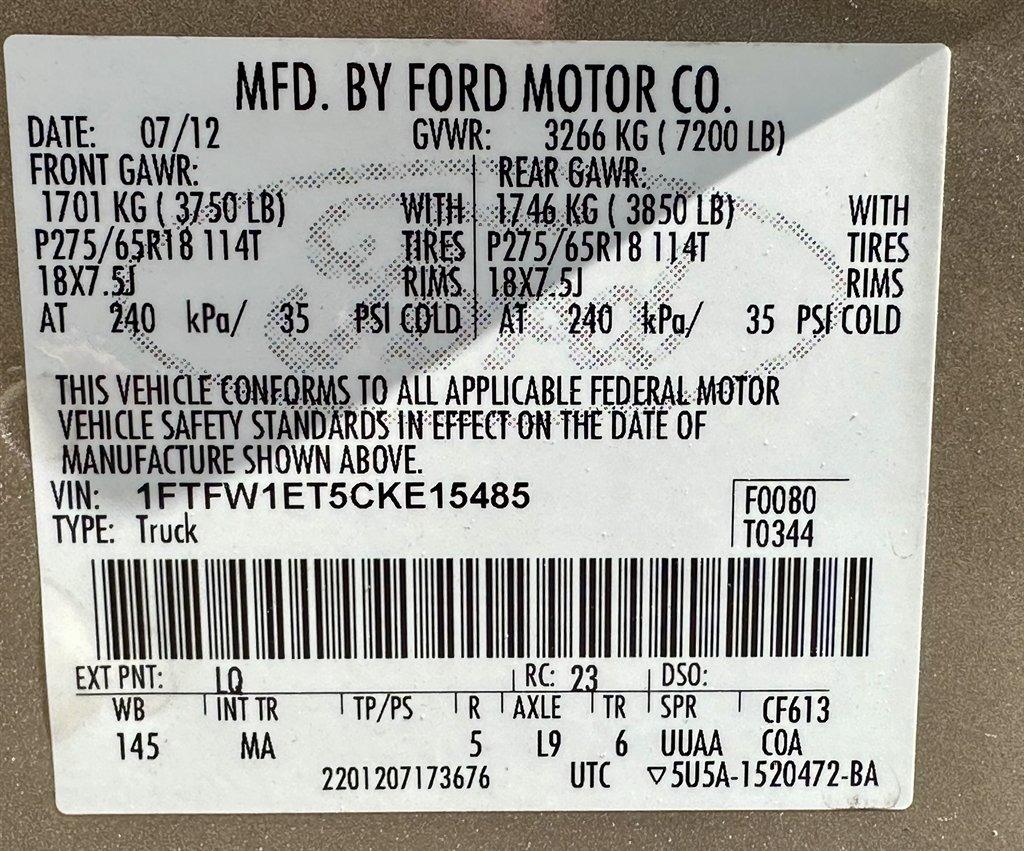 MFD. BY FORD MOTOR CO.
DATE: 07/12 GVWR: 3266 KG ( 7200 LB)
FRONT GAWR: REAR GAWR:
1701 KG ( 3750 LB) WITH 1746 KG ( 3850 LB) WITH
P275/65R18 114T TIRES P275/65R18 114T TIRES
18X7.5J RIMS 18X7.5J RIMS
AT 240 kPa/ 35 PSI COLD AT 240 kPa/ 35 PSI COLD
Ford
THIS VEHICLE CONFORMS TO ALL APPLICABLE FEDERAL MOTOR
VEHICLE SAFETY STANDARDS IN EFFECT ON THE DATE OF
MANUFACTURE SHOWN ABOVE.
VIN: 1FTFW1ET5CKE15485 F0080
TYPE: Truck T0344
EXT PNT: LQ RC: 23 DSO:
WB INT TR TP/PS R AXLE TR SPR CF613
145 MA 5 L9 6 UUAA COA
2201207173676 UTC ▽5U5A-1520472-BA